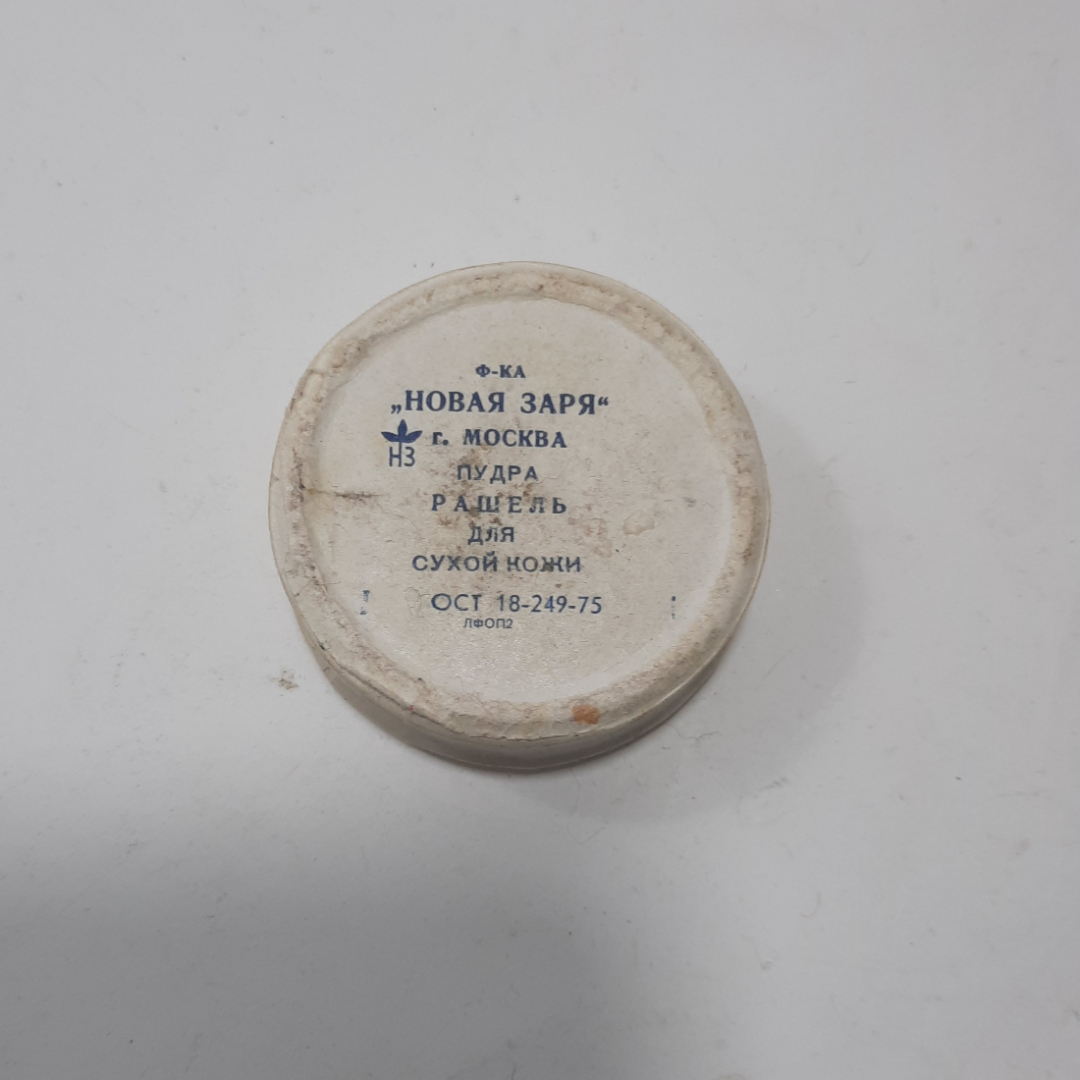 Ф-КА
„НОВАЯ ЗАРЯ“
НЗ г. МОСКВА
ПУДРА
РАШЕЛЬ
ДЛЯ
СУХОЙ КОЖИ
ОСТ 18-249-75
ЛФОП2